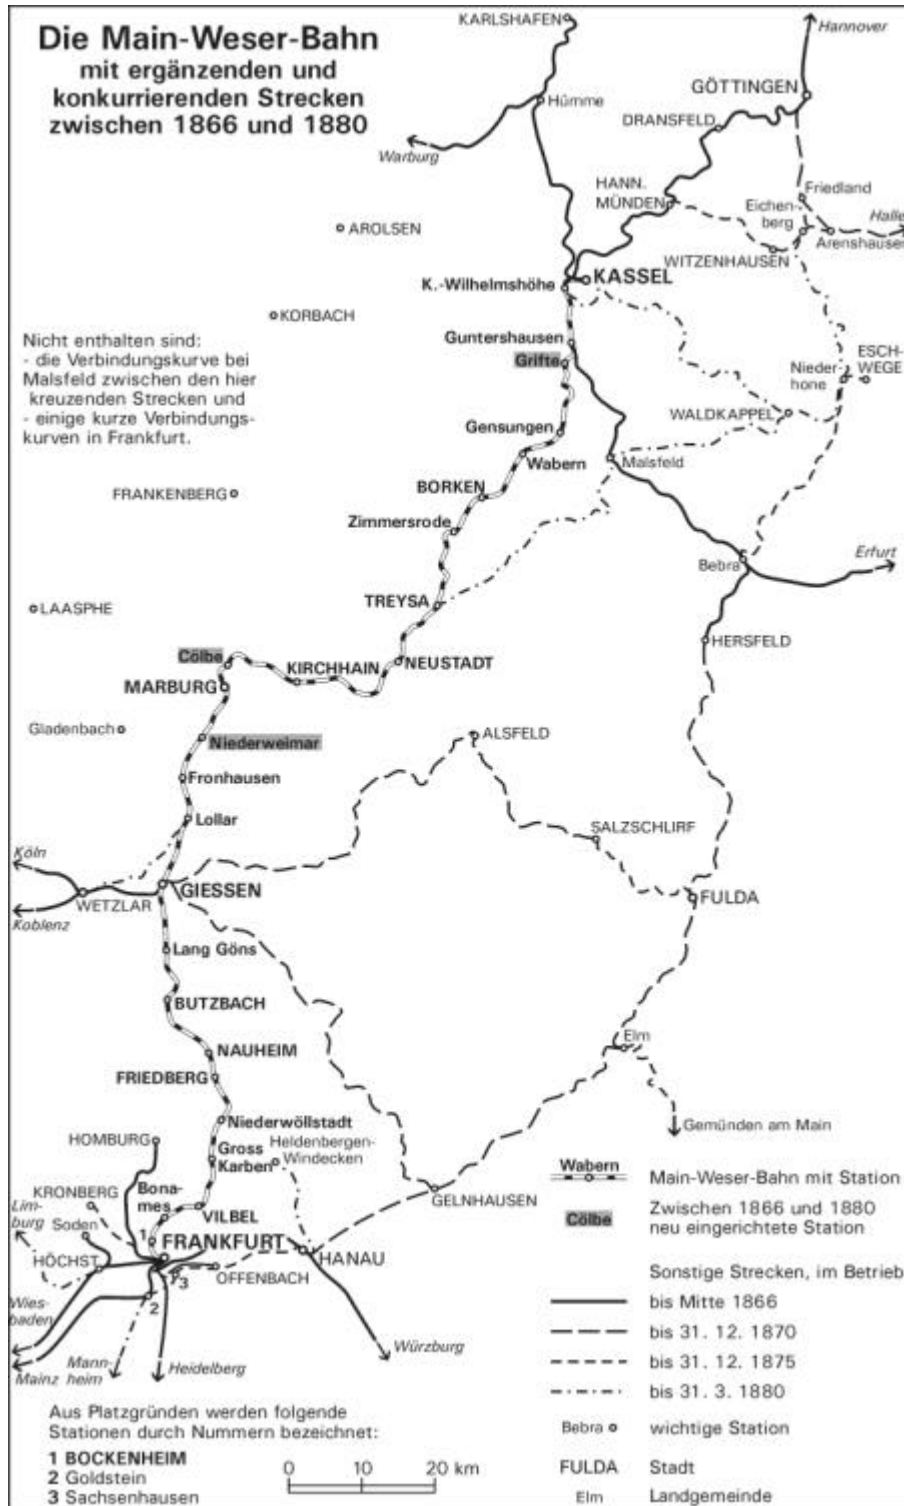 Die Main-Weser-Bahn
mit ergänzenden und
konkurrierenden Strecken
zwischen 1866 und 1880
KARLSHAFEN
Hannover
GÖTTINGEN
Hümme
DRANSFELD
Warburg
HANN.
MÜNDEN
Friedland
Eichen-
berg
Halle
Arenshausen
AROLSEN
WITZENHAUSEN
KASSEL
K.-Wilhelmshöhe
KORBACH
Nicht enthalten sind:
- die Verbindungskurve bei
Malsfeld zwischen den hier
kreuzenden Strecken und
- einige kurze Verbindungs-
kurven in Frankfurt.
Guntershausen
Grifte
ESCH-
WEGE
Nieder-
hone
WALDKAPPEL
Gensungen
Wabern
Malsfeld
BORKEN
FRANKENBERG
Zimmersrode
Bebra
Erfurt
TREYSA
LAASPHE
HERSFELD
Cölbe
KIRCHHAIN
NEUSTADT
MARBURG
Gladenbach
Niederweimar
ALSFELD
Fronhausen
Lollar
SALZSCHLIRF
Köln
GIESSEN
WETZLAR
FULDA
Koblenz
Lang Göns
BUTZBACH
NAUHEIM
Elm
FRIEDBERG
Niederwöllstadt
Gemünden am Main
HOMBURG
Heldenbergen-
Windecken
Gross
Karben
KRONBERG
Bona-
mes
GELNHAUSEN
Lim-
burg
Soden
VILBEL
1
FRANKFURT
HANAU
HÖCHST
3
OFFENBACH
2
Wies-
baden
Mainz
Mann-
heim
Heidelberg
Würzburg
Wabern
Main-Weser-Bahn mit Station
Cölbe
Zwischen 1866 und 1880
neu eingerichtete Station
Sonstige Strecken, im Betrieb
bis Mitte 1866
bis 31. 12. 1870
bis 31. 12. 1875
bis 31. 3. 1880
Bebra
wichtige Station
FULDA
Stadt
Elm
Landgemeinde
Aus Platzgründen werden folgende
Stationen durch Nummern bezeichnet:
1 BOCKENHEIM
2 Goldstein
3 Sachsenhausen
0 10 20 km